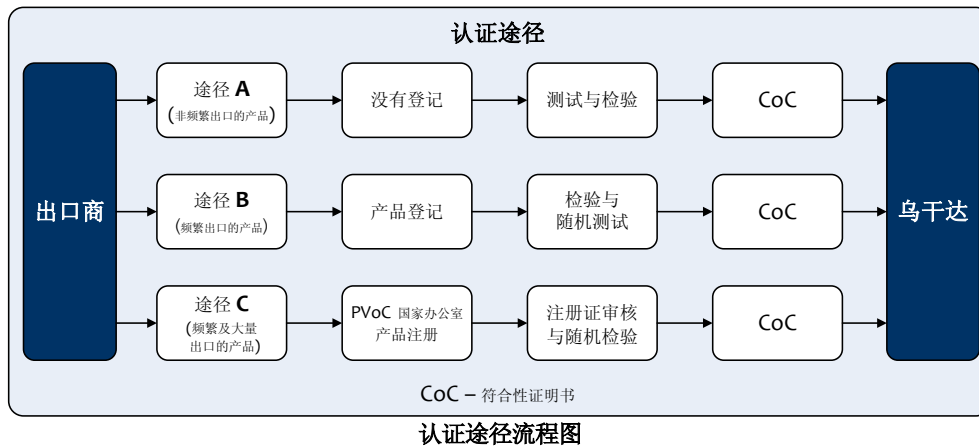 认证途径
出口商
途径 A
(非频繁出口的产品)
没有登记
测试与检验
CoC
途径 B
(频繁出口的产品)
产品登记
检验与
随机测试
CoC
途径 C
(频繁及大量
出口的产品)
PVoC 国家办公室
产品注册
注册证审核
与随机检验
CoC
乌干达
CoC – 符合性证明书
认证途径流程图